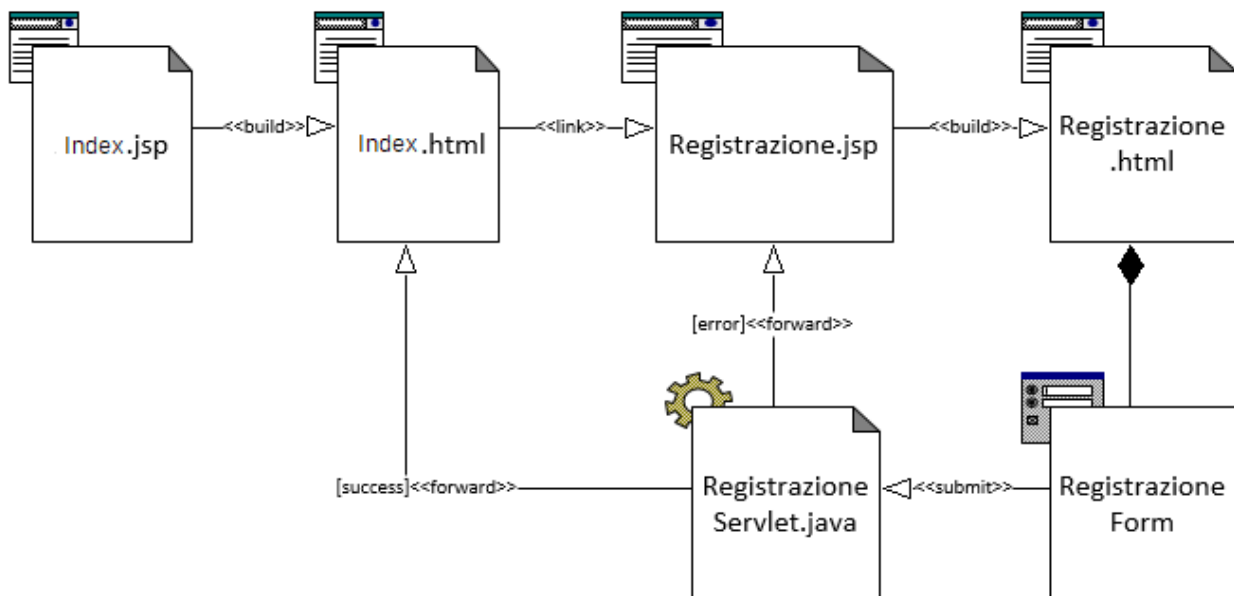 Index.jsp
<<build>>
Index.html
<<link>>
Registrazione.jsp
<<build>>
Registrazione
.html
[error]<<forward>>
[success]<<forward>>
Registrazione
Servlet.java
<<submit>>
Registrazione
Form